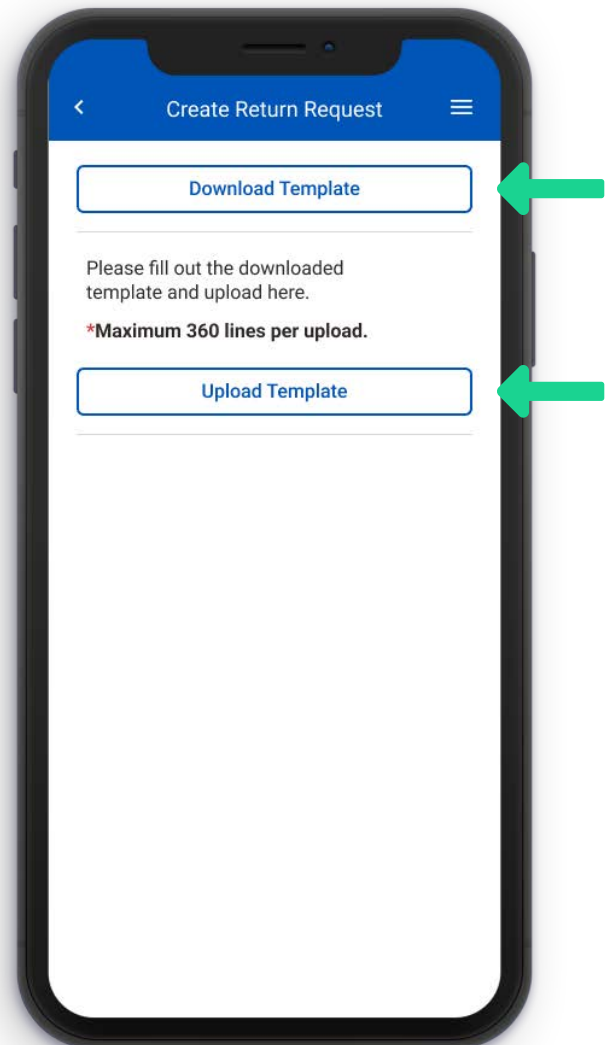 Create Return Request
Download Template
Please fill out the downloaded
template and upload here.
*Maximum 360 lines per upload.
Upload Template